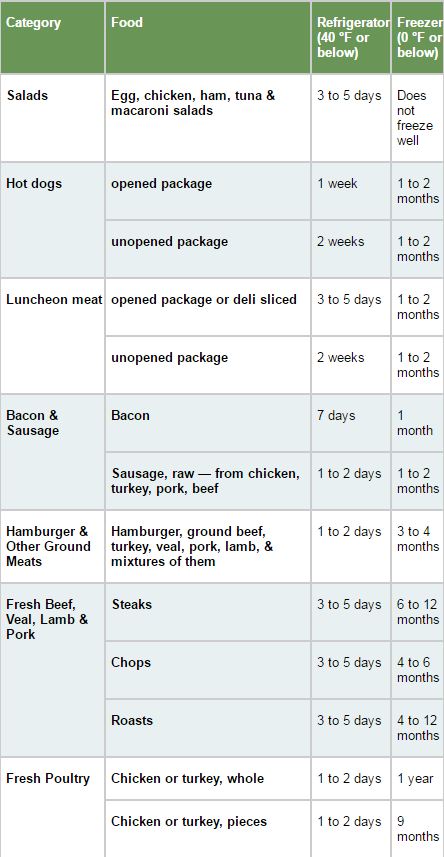 Category Food Refrigerator Freezer
(40 °F or (0 °F or
below) below)
Salads Egg, chicken, ham, tuna & 3 to 5 days Does
macaroni salads not
freeze
well
Hot dogs opened package 1 week 1 to 2
months
unopened package 2 weeks 1 to 2
months
Luncheon meat opened package or deli sliced 3 to 5 days 1 to 2
months
unopened package 2 weeks 1 to 2
months
Bacon & Bacon 7 days 1
Sausage month
Sausage, raw — from chicken, 1 to 2 days 1 to 2
turkey, pork, beef months
Hamburger & Hamburger, ground beef, 1 to 2 days 3 to 4
Other Ground turkey, veal, pork, lamb, & months
Meats mixtures of them
Fresh Beef, Steaks 3 to 5 days 6 to 12
Veal, Lamb & months
Pork
Chops 3 to 5 days 4 to 6
months
Roasts 3 to 5 days 4 to 12
months
Fresh Poultry Chicken or turkey, whole 1 to 2 days 1 year
Chicken or turkey, pieces 1 to 2 days 9
months